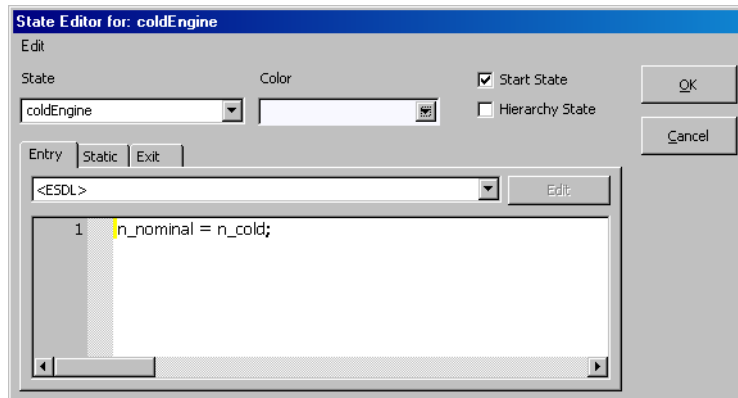 State Editor for: coldEngine
Edit
State Color Start State OK
coldEngine Hierarchy State
Cancel
Entry Static Exit
<ESDL> Edit
1 n_nominal = n_cold;